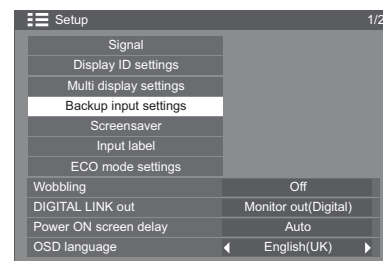 Setup 1/2
Signal
Display ID settings
Multi display settings
Backup input settings
Screensaver
Input label
ECO mode settings
Wobbling Off
DIGITAL LINK out Monitor out(Digital)
Power ON screen delay Auto
OSD language English(UK)